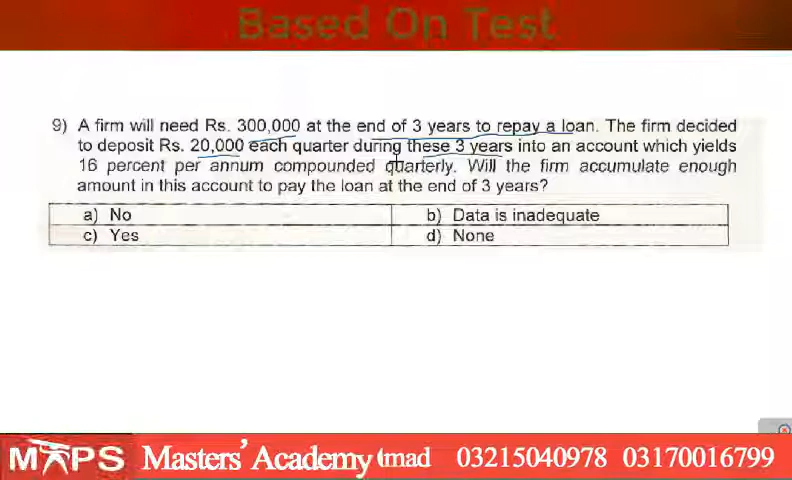 Based On Test
9) A firm will need Rs. 300,000 at the end of 3 years to repay a loan. The firm decided
to deposit Rs. 20,000 each quarter during these 3 years into an account which yields
16 percent per annum compounded quarterly. Will the firm accumulate enough
amount in this account to pay the loan at the end of 3 years?
a) No b) Data is inadequate
c) Yes d) None
MAPS Masters' Academy (mad 03215040978 03170016799